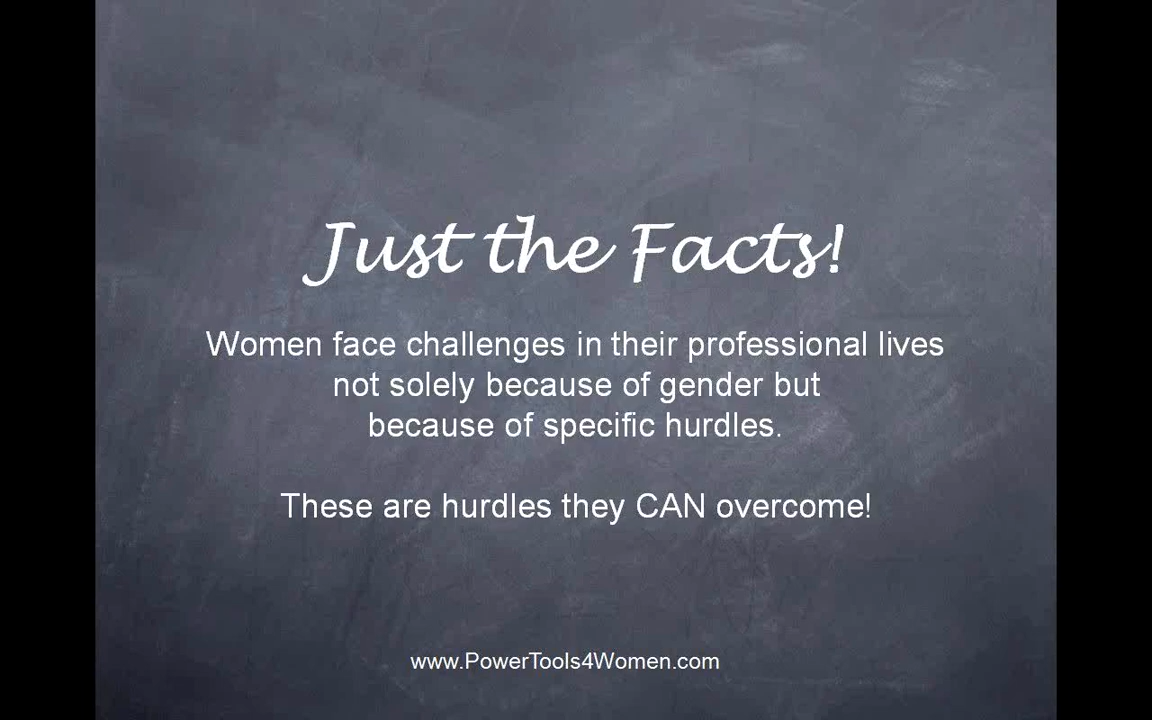 Just the Facts!
Women face challenges in their professional lives
not solely because of gender but
because of specific hurdles.
These are hurdles they CAN overcome!
www.PowerTools4Women.com